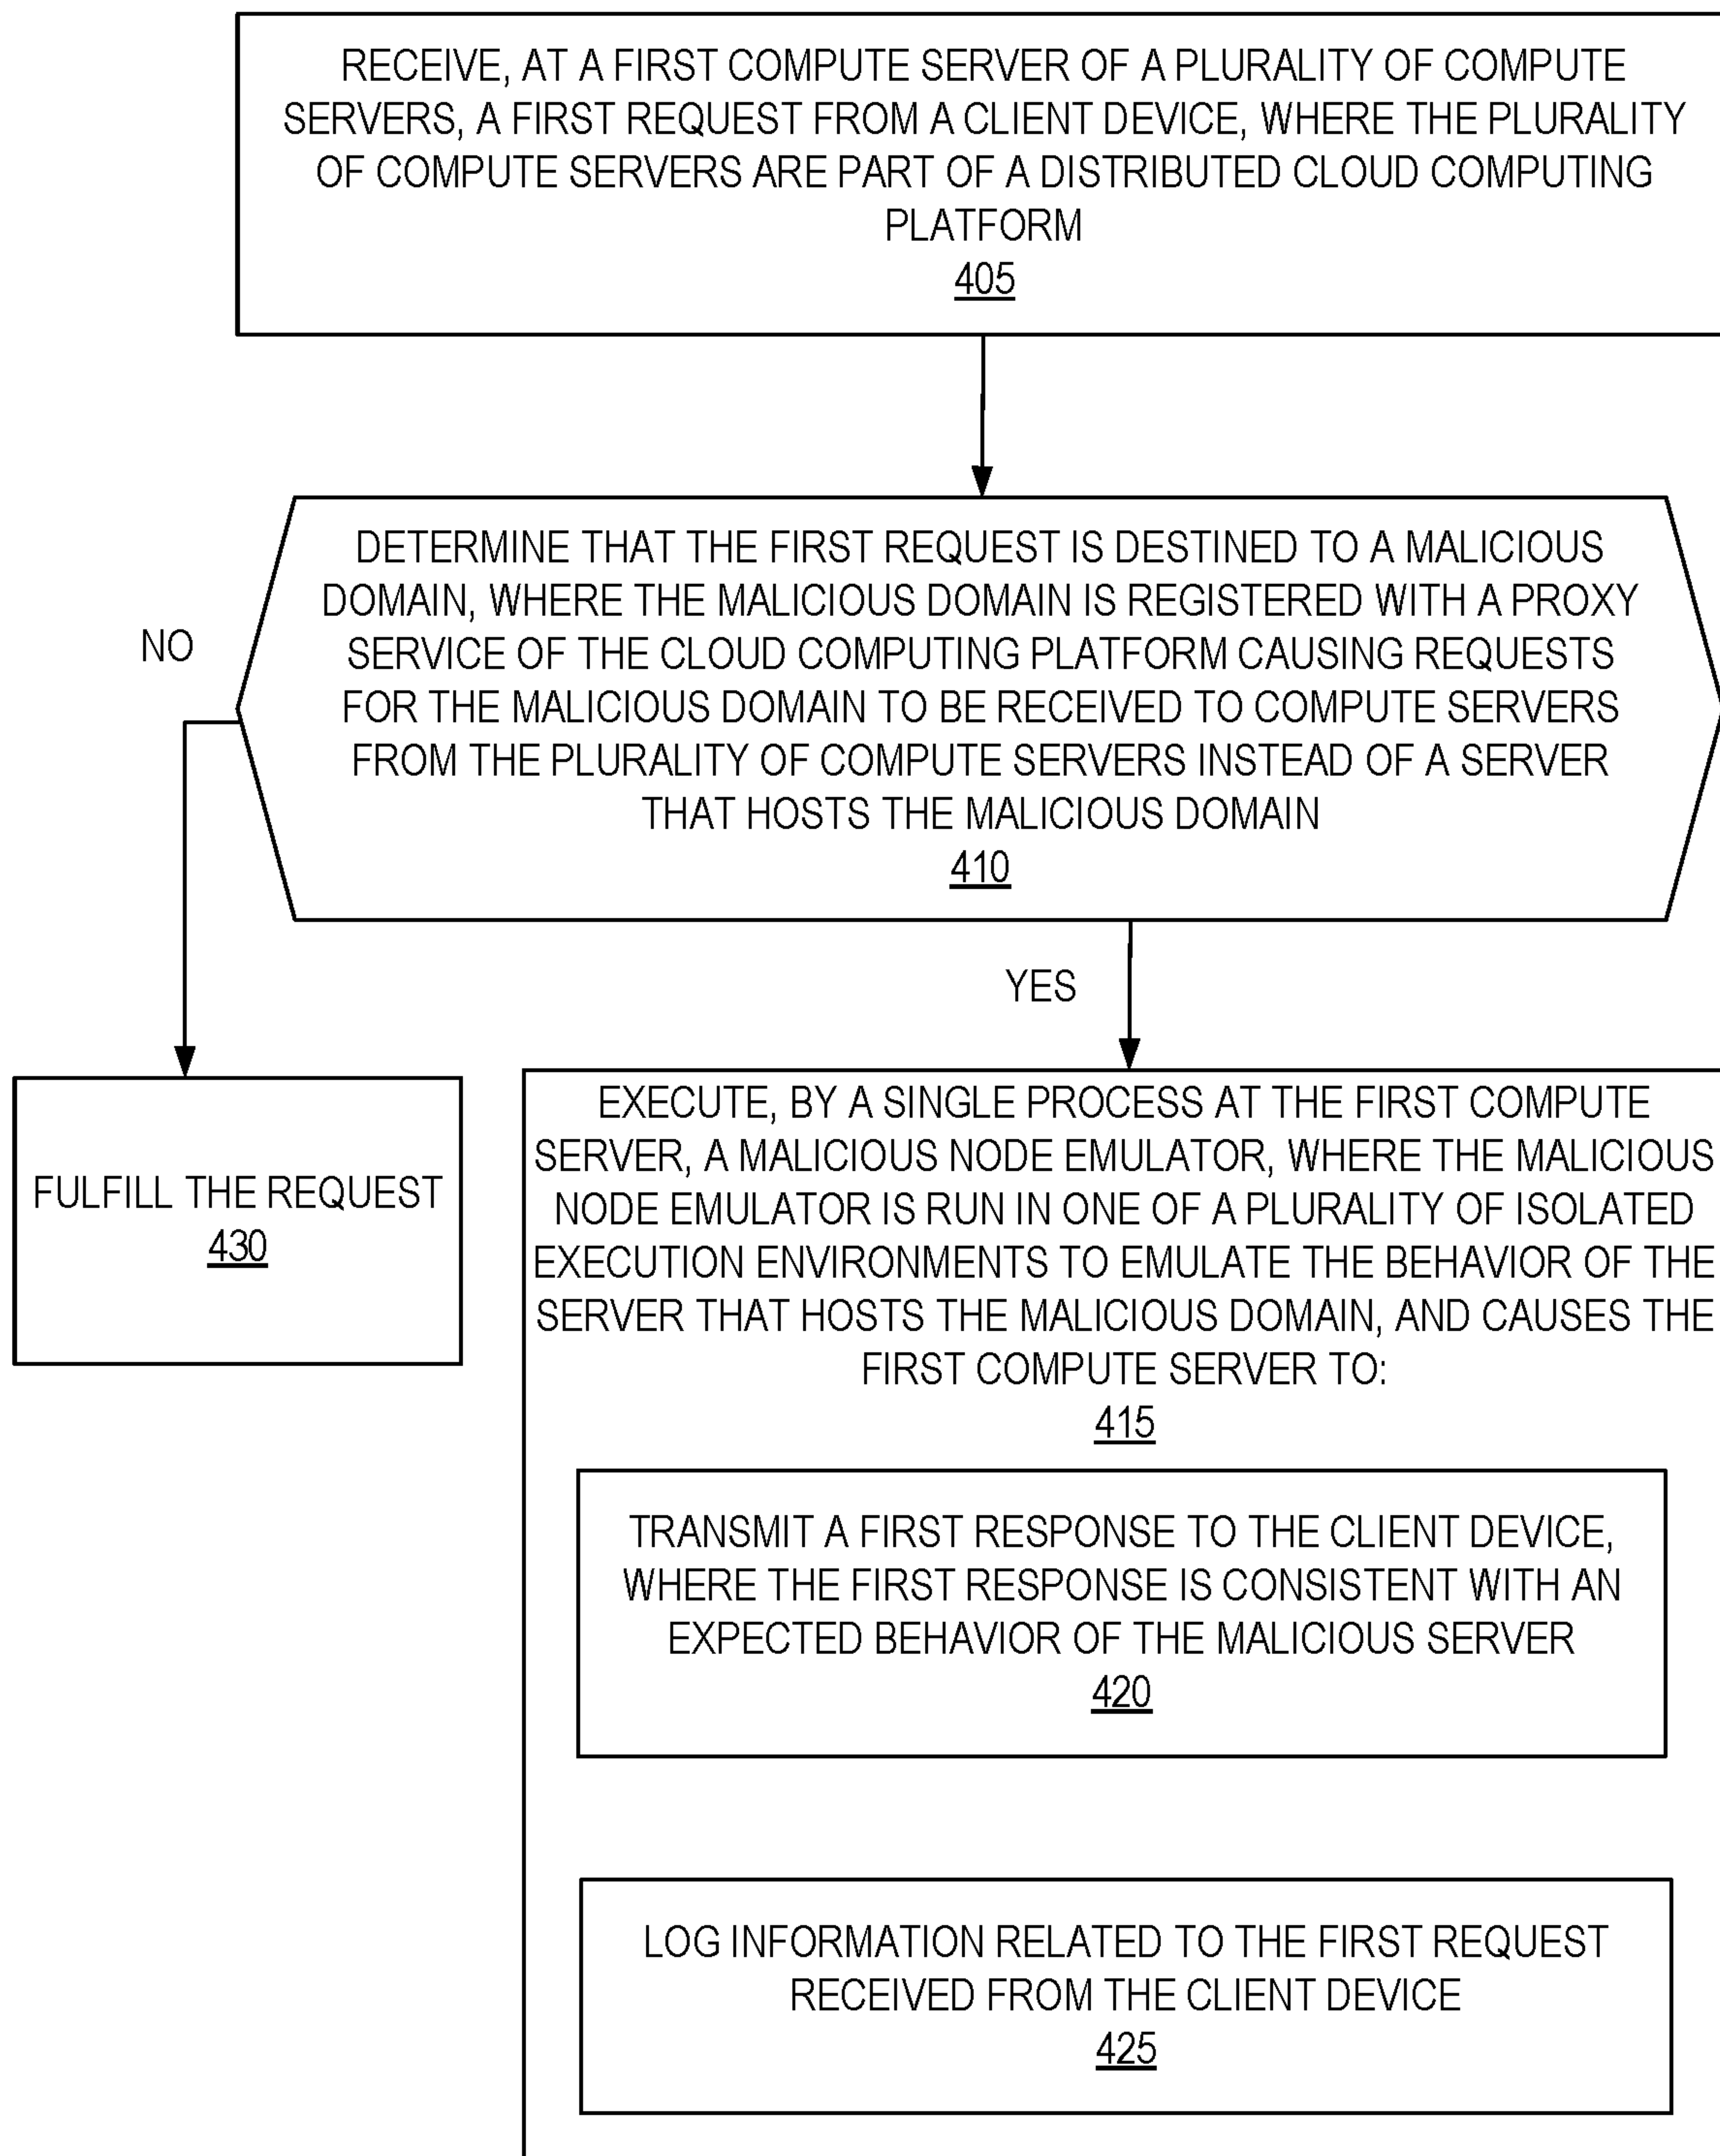 RECEIVE, AT A FIRST COMPUTE SERVER OF A PLURALITY OF COMPUTE
SERVERS, A FIRST REQUEST FROM A CLIENT DEVICE, WHERE THE PLURALITY
OF COMPUTE SERVERS ARE PART OF A DISTRIBUTED CLOUD COMPUTING
PLATFORM
405
DETERMINE THAT THE FIRST REQUEST IS DESTINED TO A MALICIOUS
DOMAIN, WHERE THE MALICIOUS DOMAIN IS REGISTERED WITH A PROXY
SERVICE OF THE CLOUD COMPUTING PLATFORM CAUSING REQUESTS
FOR THE MALICIOUS DOMAIN TO BE RECEIVED TO COMPUTE SERVERS
FROM THE PLURALITY OF COMPUTE SERVERS INSTEAD OF A SERVER
THAT HOSTS THE MALICIOUS DOMAIN
410
NO
YES
FULFILL THE REQUEST
430
EXECUTE, BY A SINGLE PROCESS AT THE FIRST COMPUTE
SERVER, A MALICIOUS NODE EMULATOR, WHERE THE MALICIOUS
NODE EMULATOR IS RUN IN ONE OF A PLURALITY OF ISOLATED
EXECUTION ENVIRONMENTS TO EMULATE THE BEHAVIOR OF THE
SERVER THAT HOSTS THE MALICIOUS DOMAIN, AND CAUSES THE
FIRST COMPUTE SERVER TO:
415
TRANSMIT A FIRST RESPONSE TO THE CLIENT DEVICE,
WHERE THE FIRST RESPONSE IS CONSISTENT WITH AN
EXPECTED BEHAVIOR OF THE MALICIOUS SERVER
420
LOG INFORMATION RELATED TO THE FIRST REQUEST
RECEIVED FROM THE CLIENT DEVICE
425